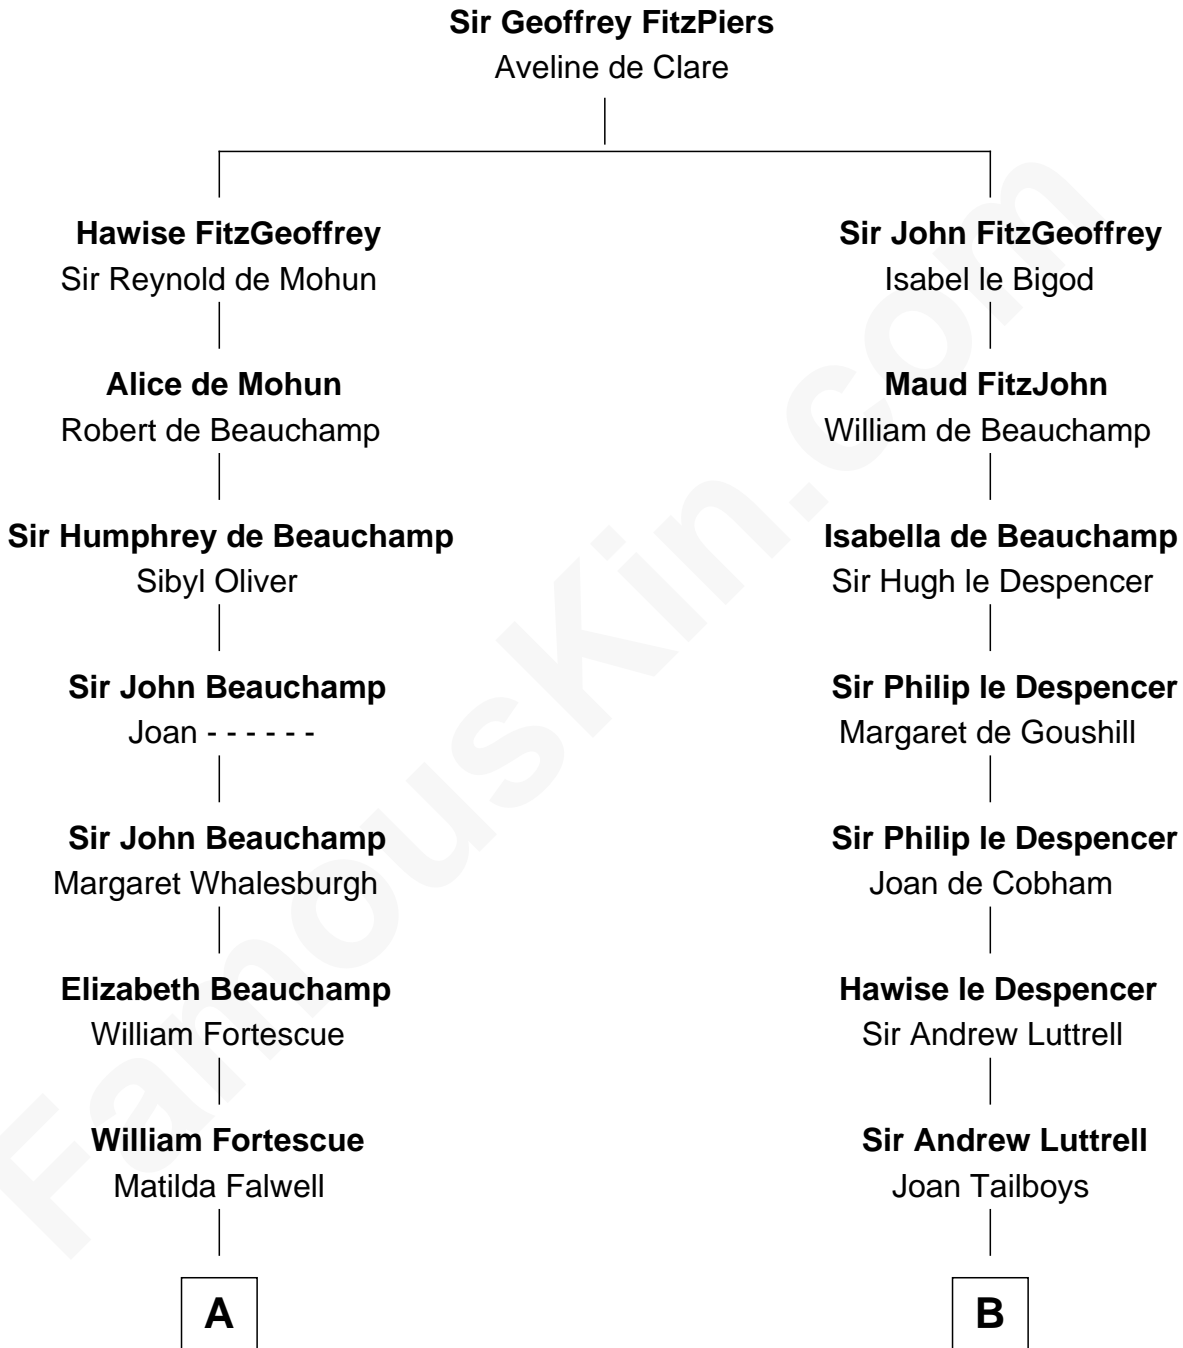 Sir Geoffrey FitzPiers
Aveline de Clare
Hawise FitzGeoffrey
Sir Reynold de Mohun
Sir John FitzGeoffrey
Isabel le Bigod
Alice de Mohun
Robert de Beauchamp
Maud FitzJohn
William de Beauchamp
Sir Humphrey de Beauchamp
Sibyl Oliver
Isabella de Beauchamp
Sir Hugh le Despencer
Sir John Beauchamp
Joan - - - - - -
Sir Philip le Despencer
Margaret de Goushill
Sir John Beauchamp
Margaret Whalesburgh
Sir Philip le Despencer
Joan de Cobham
Elizabeth Beauchamp
William Fortescue
Hawise le Despencer
Sir Andrew Luttrell
William Fortescue
Matilda Falwell
Sir Andrew Luttrell
Joan Tailboys
A
B
FamousKin.com